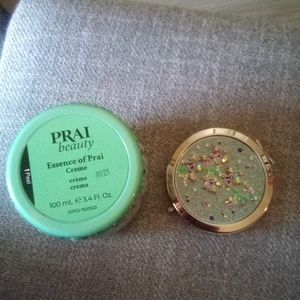 PRAI
beauty
Essence of Prai
Creme
crème
crema
100 mL e 3.4 Fl. Oz.